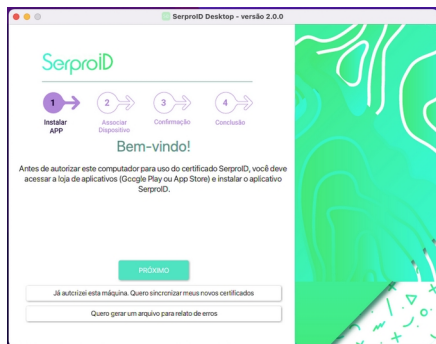 SerproID Desktop - versão 2.0.0
SerproID
1 2 3 4
Instalar APP
Associar Dispositivo
Confirmação
Conclusão
Bem-vindo!
Antes de autorizar este computador para uso do certificado SerproID, você deve
acessar a loja de aplicativos (Google Play ou App Store) e instalar o aplicativo
SerproID.
PRÓXIMO
Já autorizei esta máquina. Quero sincronizar meus novos certificados
Quero gerar um arquivo para relato de erros